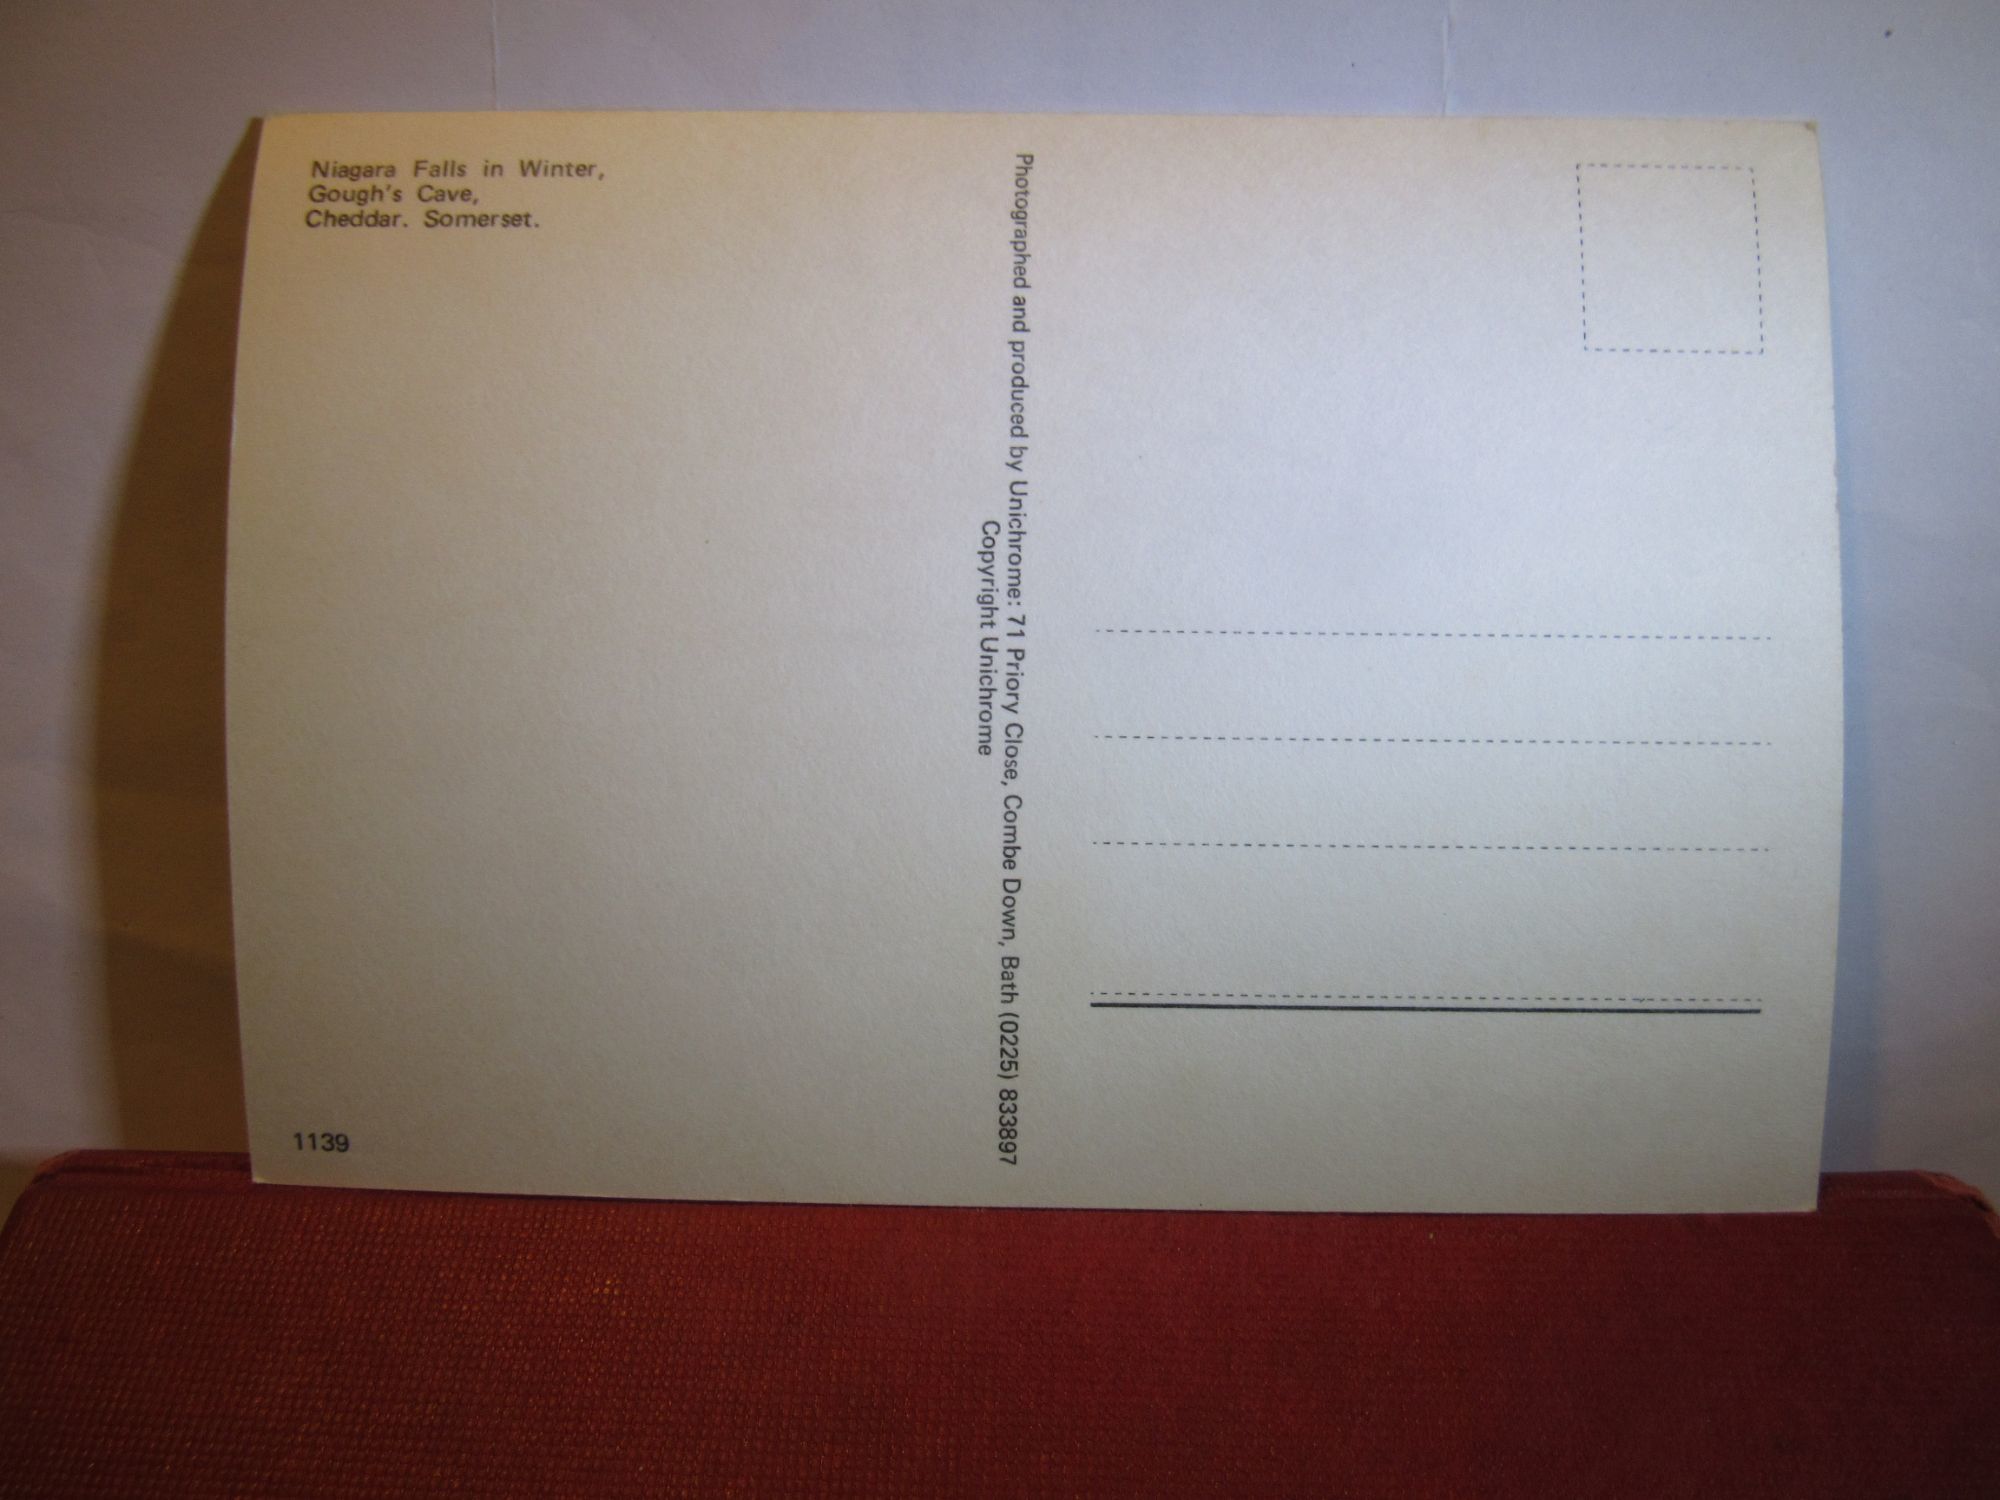 Niagara Falls in Winter,
Gough's Cave,
Cheddar. Somerset.
Photographed and produced by Unichrome: 71 Priory Close, Combe Down, Bath (0225) 833897
Copyright Unichrome
1139